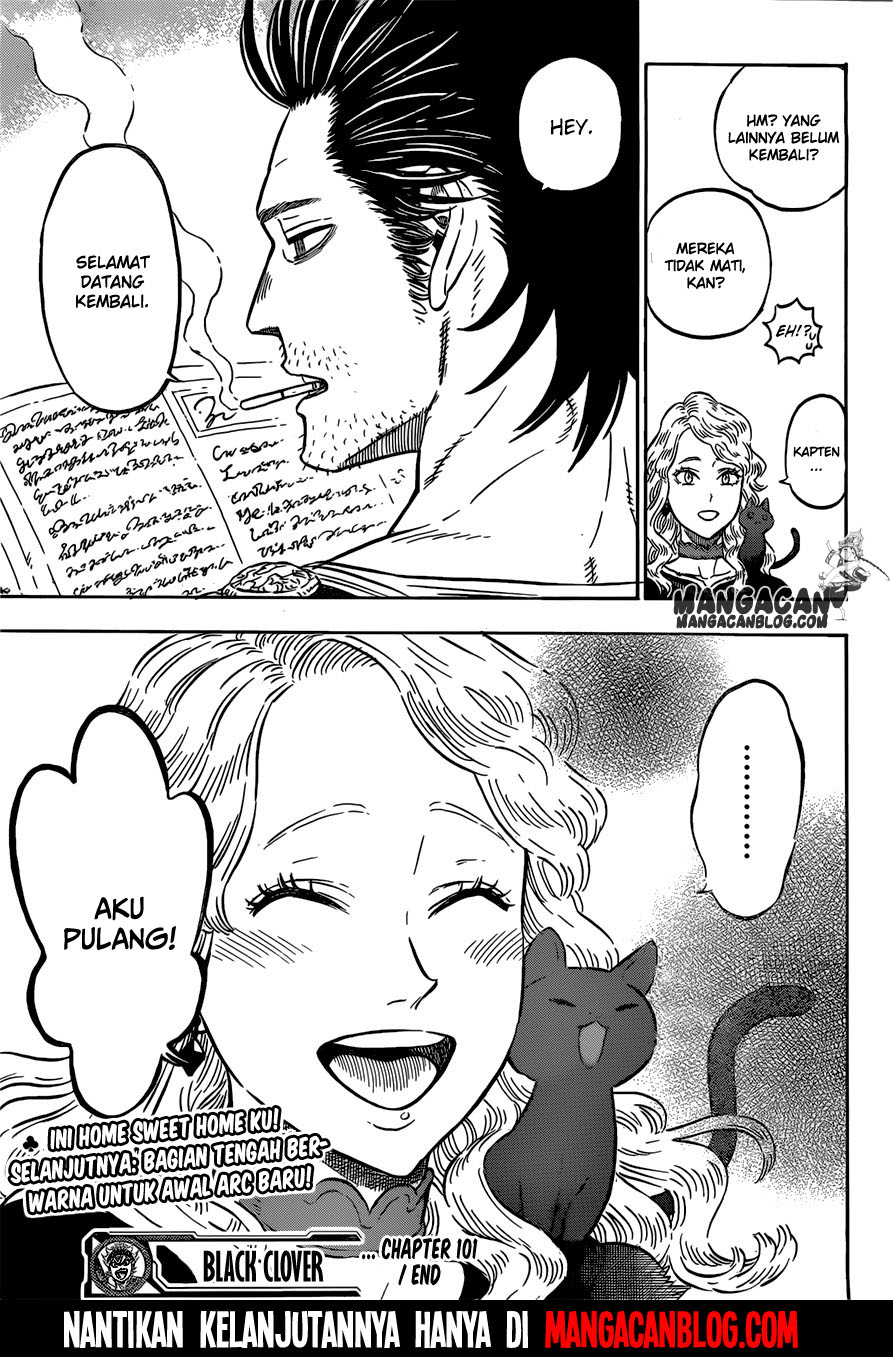 HM? YANG
LAINNYA BELUM
KEMBALI?
MEREKA
TIDAK MATI,
KAN?
EH!?
KAPTEN
...
HEY.
SELAMAT
DATANG
KEMBALI.
MANGACAN
MANGACANBLOG.COM
..........
AKU
PULANG!
♣ INI HOME SWEET HOME KU!
SELANJUTNYA: BAGIAN TENGAH BER-
WARNA UNTUK AWAL ARC BARU!
BLACK CLOVER
... CHAPTER 101
/ END
NANTIKAN KELANJUTANNYA HANYA DI MANGACANBLOG.COM